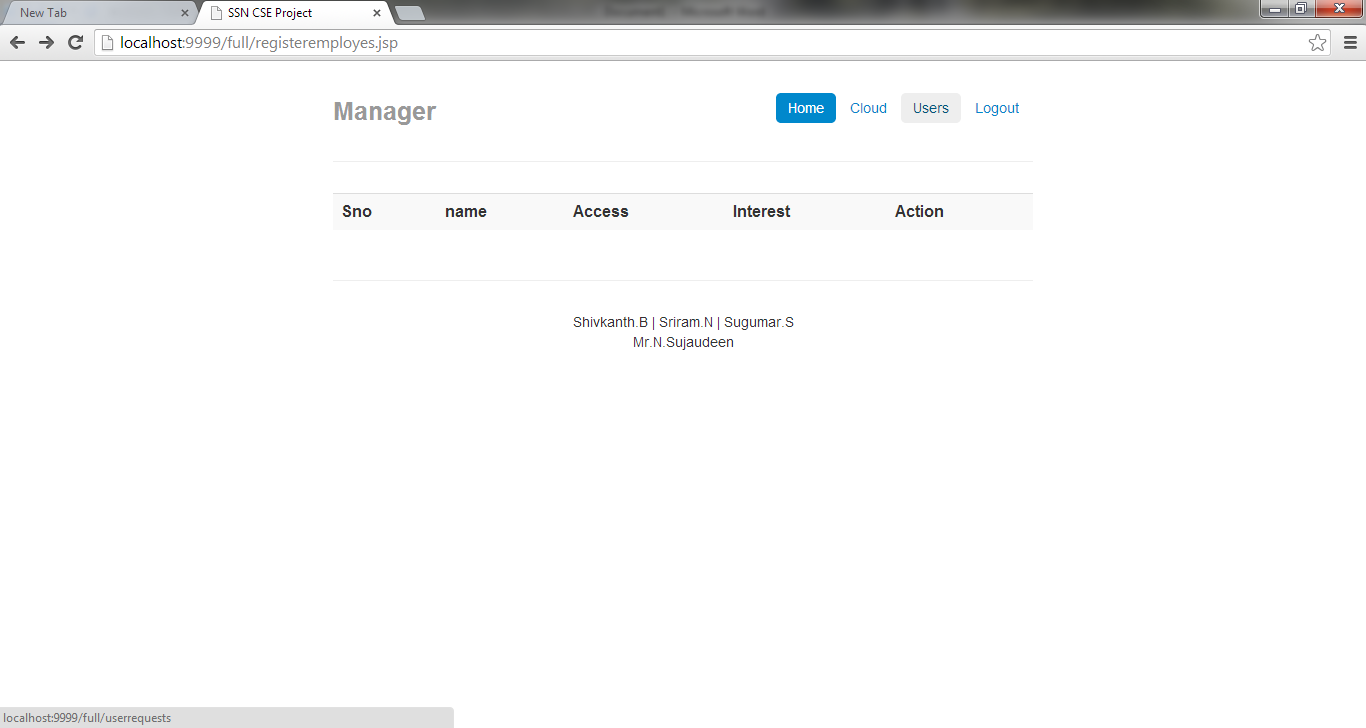 New Tab
SSN CSE Project
localhost:9999/full/registeremployes.jsp
Manager
Home Cloud Users Logout
Sno name Access Interest Action
Shivkanth.B | Sriram.N | Sugumar.S
Mr.N.Sujaudeen
localhost:9999/full/userrequests